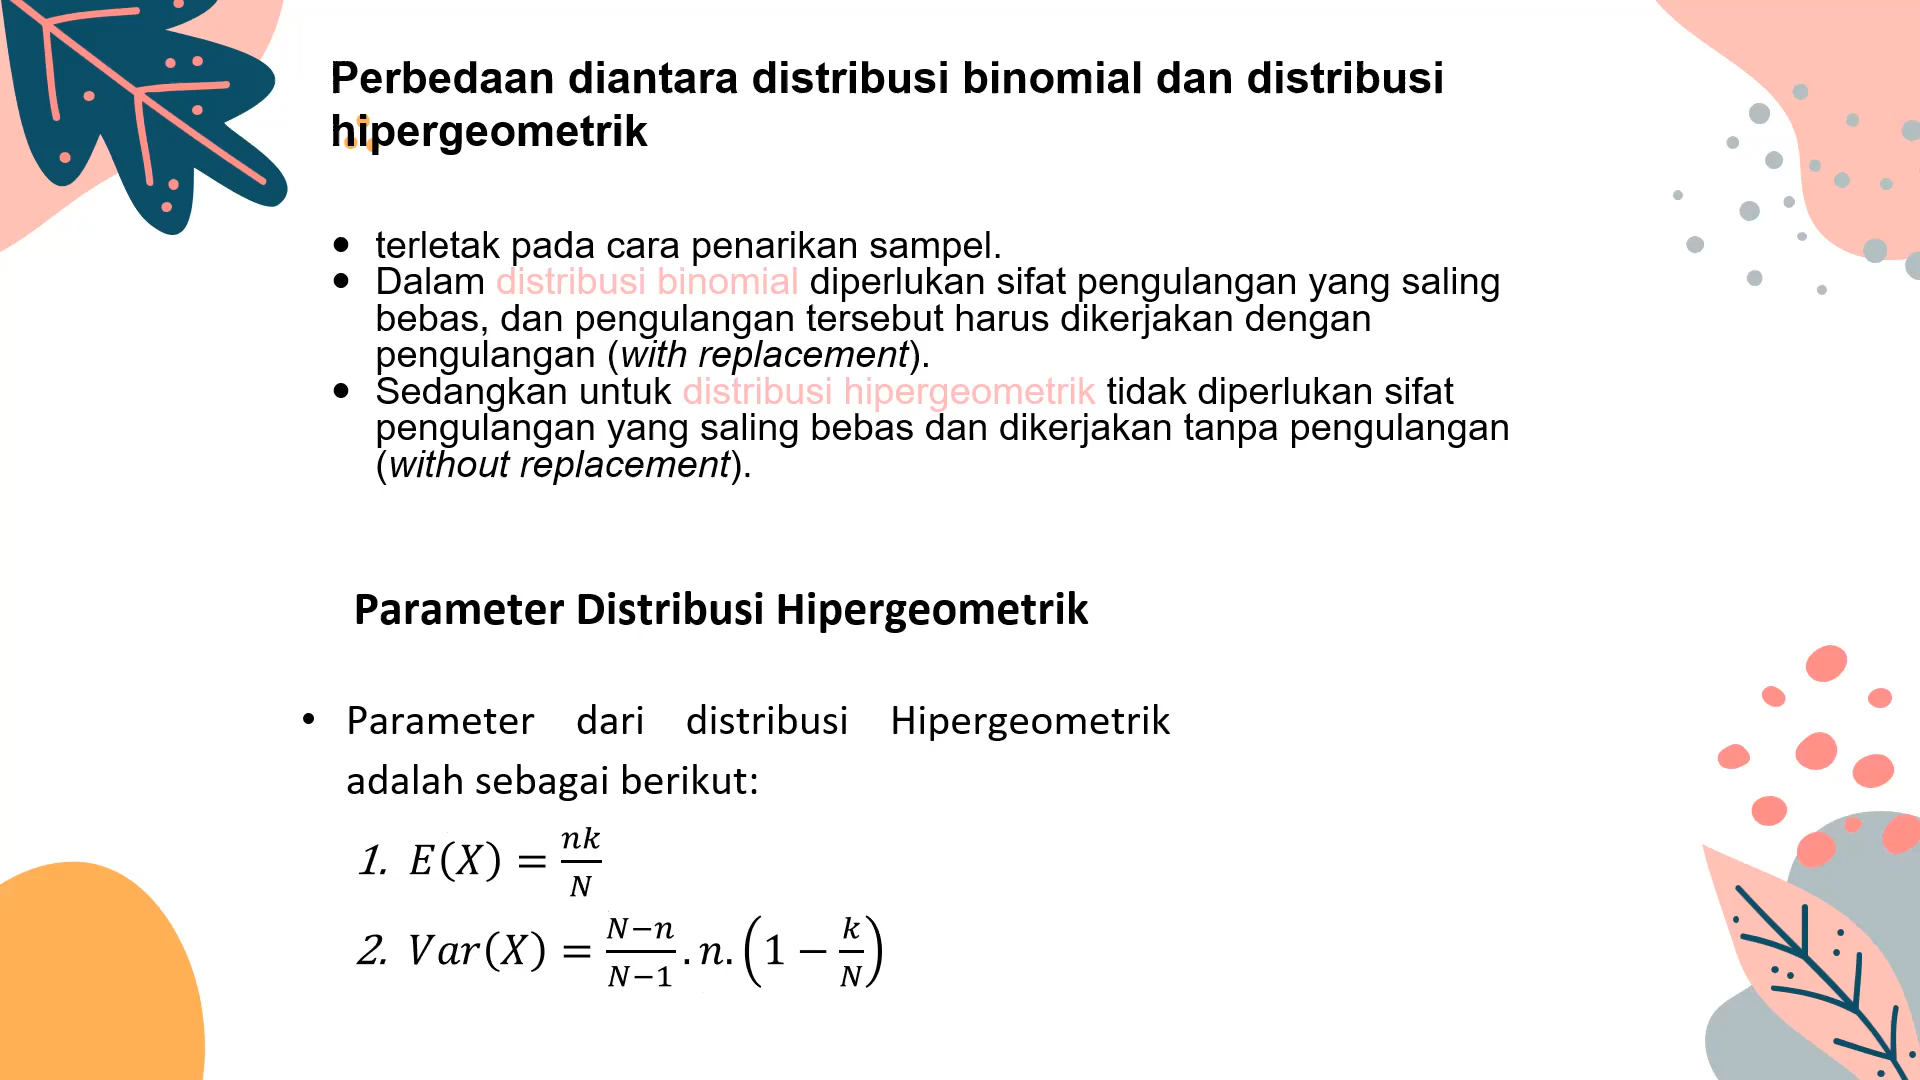 Perbedaan diantara distribusi binomial dan distribusi
hipergeometrik
● terletak pada cara penarikan sampel.
● Dalam distribusi binomial diperlukan sifat pengulangan yang saling
bebas, dan pengulangan tersebut harus dikerjakan dengan
pengulangan (with replacement).
● Sedangkan untuk distribusi hipergeometrik tidak diperlukan sifat
pengulangan yang saling bebas dan dikerjakan tanpa pengulangan
(without replacement).
Parameter Distribusi Hipergeometrik
• Parameter dari distribusi Hipergeometrik
adalah sebagai berikut:
1. E(X) = nk/N
2. Var(X) = N−n/N−1 . n. (1 − k/N)